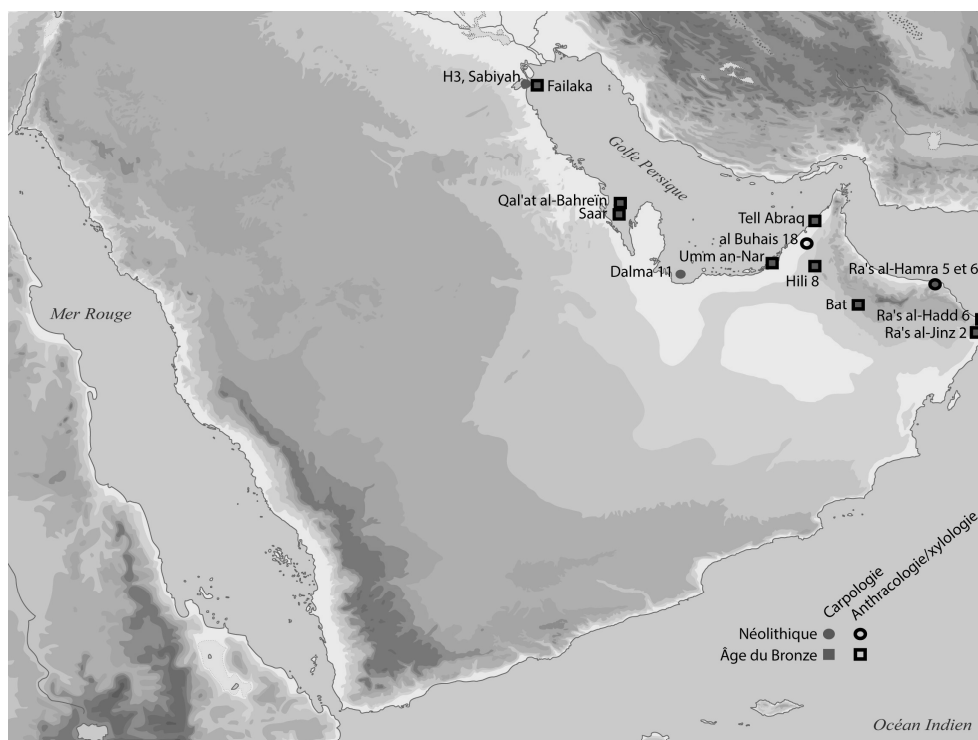 H3, Sabiyah
Failaka
Golfe Persique
Qal'at al-Bahreïn
Saar
Tell Abraq
al Buhais 18
Umm an-Nar
Dalma 11
Hili 8
Ra's al-Hamra 5 et 6
Mer Rouge
Bat
Ra's al-Hadd 6
Ra's al-Jinz 2
Carpologie
Anthracologie/xylologie
Néolithique
Âge du Bronze
Océan Indien